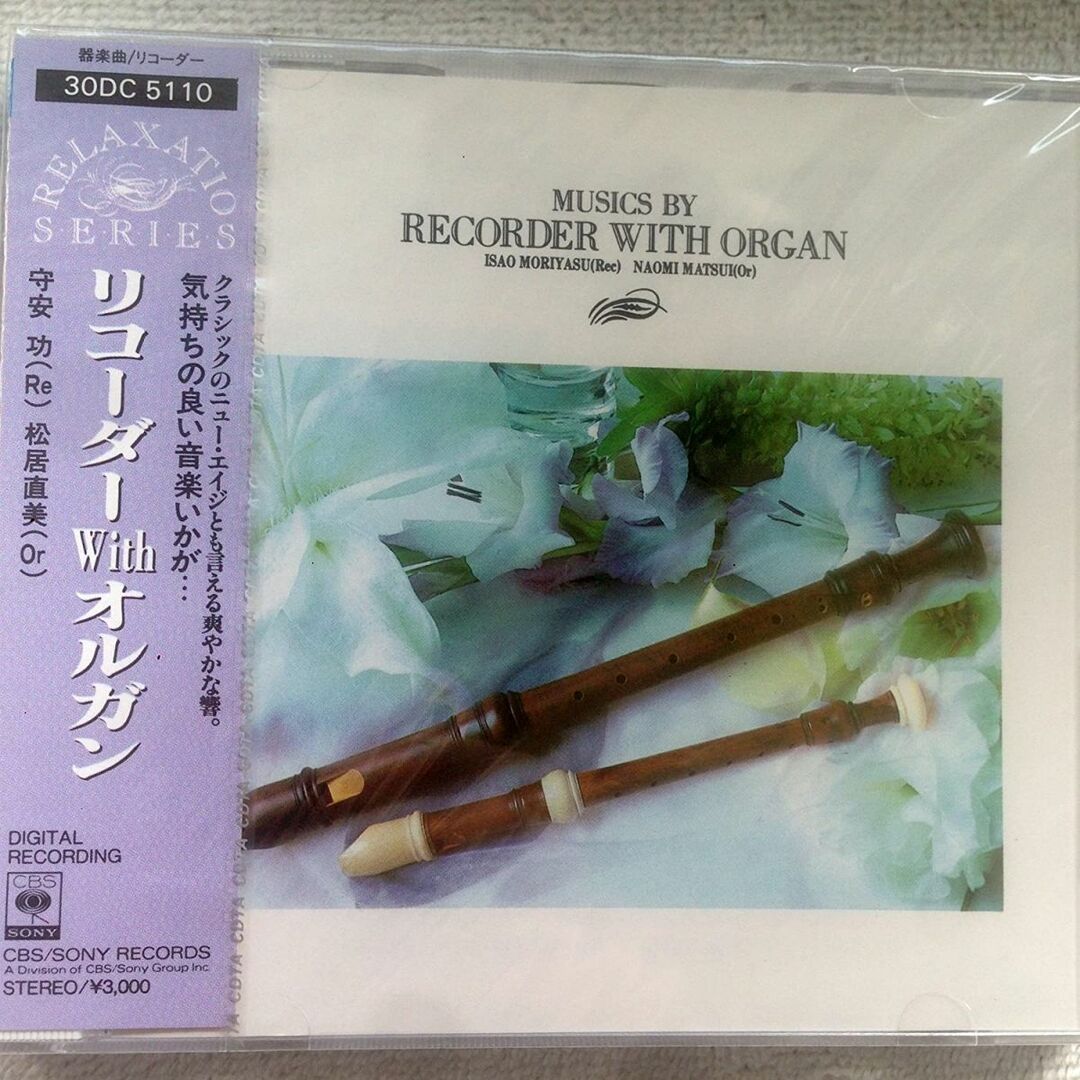 器楽曲/リコーダー
30DC 5110
RELAXATIO
S·E·R·I·E·S
クラシックのニュー・エイジとも言える爽やかな響。
気持ちの良い音楽いかが…
リコーダーWithオルガン
守安 功(Re) 松居直美(Or)
DIGITAL
RECORDING
CBS
SONY
CBS/SONY RECORDS
A Division of CBS/Sony Group Inc.
STEREO/¥3,000
MUSICS BY
RECORDER WITH ORGAN
ISAO MORIYASU(Rec) NAOMI MATSUI(Or)